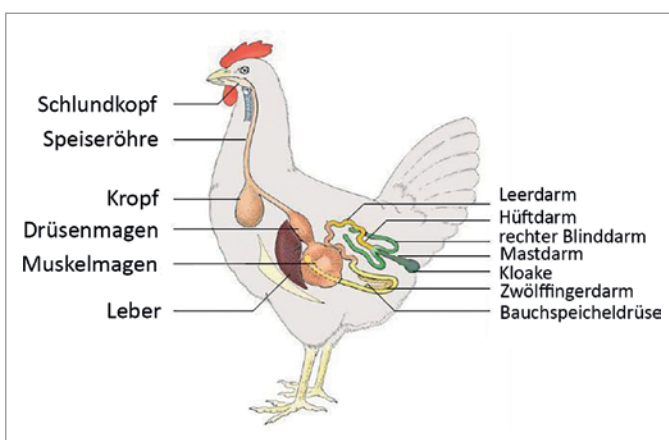 Schlundkopf
Speiseröhre
Kropf
Drüsenmagen
Muskelmagen
Leber
Leerdarm
Hüftdarm
rechter Blinddarm
Mastdarm
Kloake
Zwölffingerdarm
Bauchspeicheldrüse